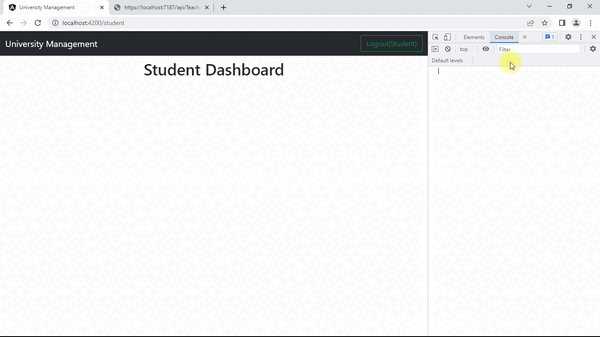 University Management
https://localhost:7187/api/Teach
localhost:4200/student
University Management
Logout(Student)
Student Dashboard
Elements
Console
1
top
Filter
Default levels